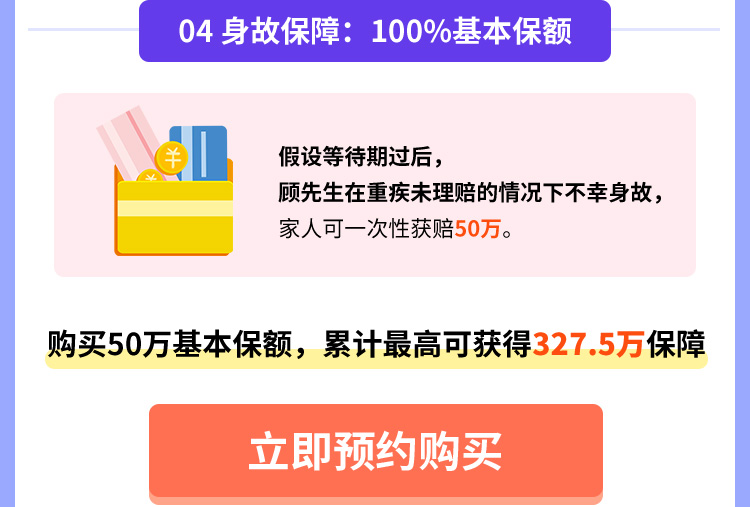 04 身故保障：100%基本保额
假设等待期过后，
顾先生在重疾未理赔的情况下不幸身故，
家人可一次性获赔50万。
购买50万基本保额，累计最高可获得327.5万保障
立即预约购买